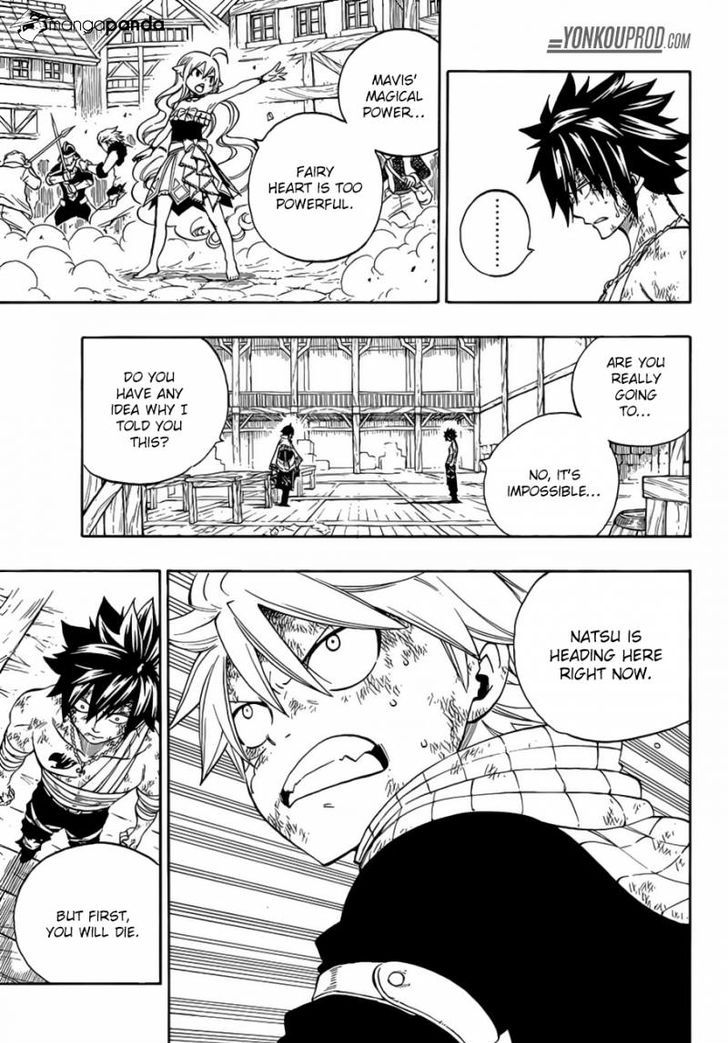 mangapanda
=YONKOUPROD.COM
..........
MAVIS'
MAGICAL
POWER...
FAIRY
HEART IS TOO
POWERFUL.
ARE YOU
REALLY
GOING
TO...
NO, IT'S
IMPOSSIBLE...
DO YOU
HAVE ANY
IDEA WHY I
TOLD YOU
THIS?
NATSU IS
HEADING HERE
RIGHT NOW.
BUT FIRST,
YOU WILL DIE.